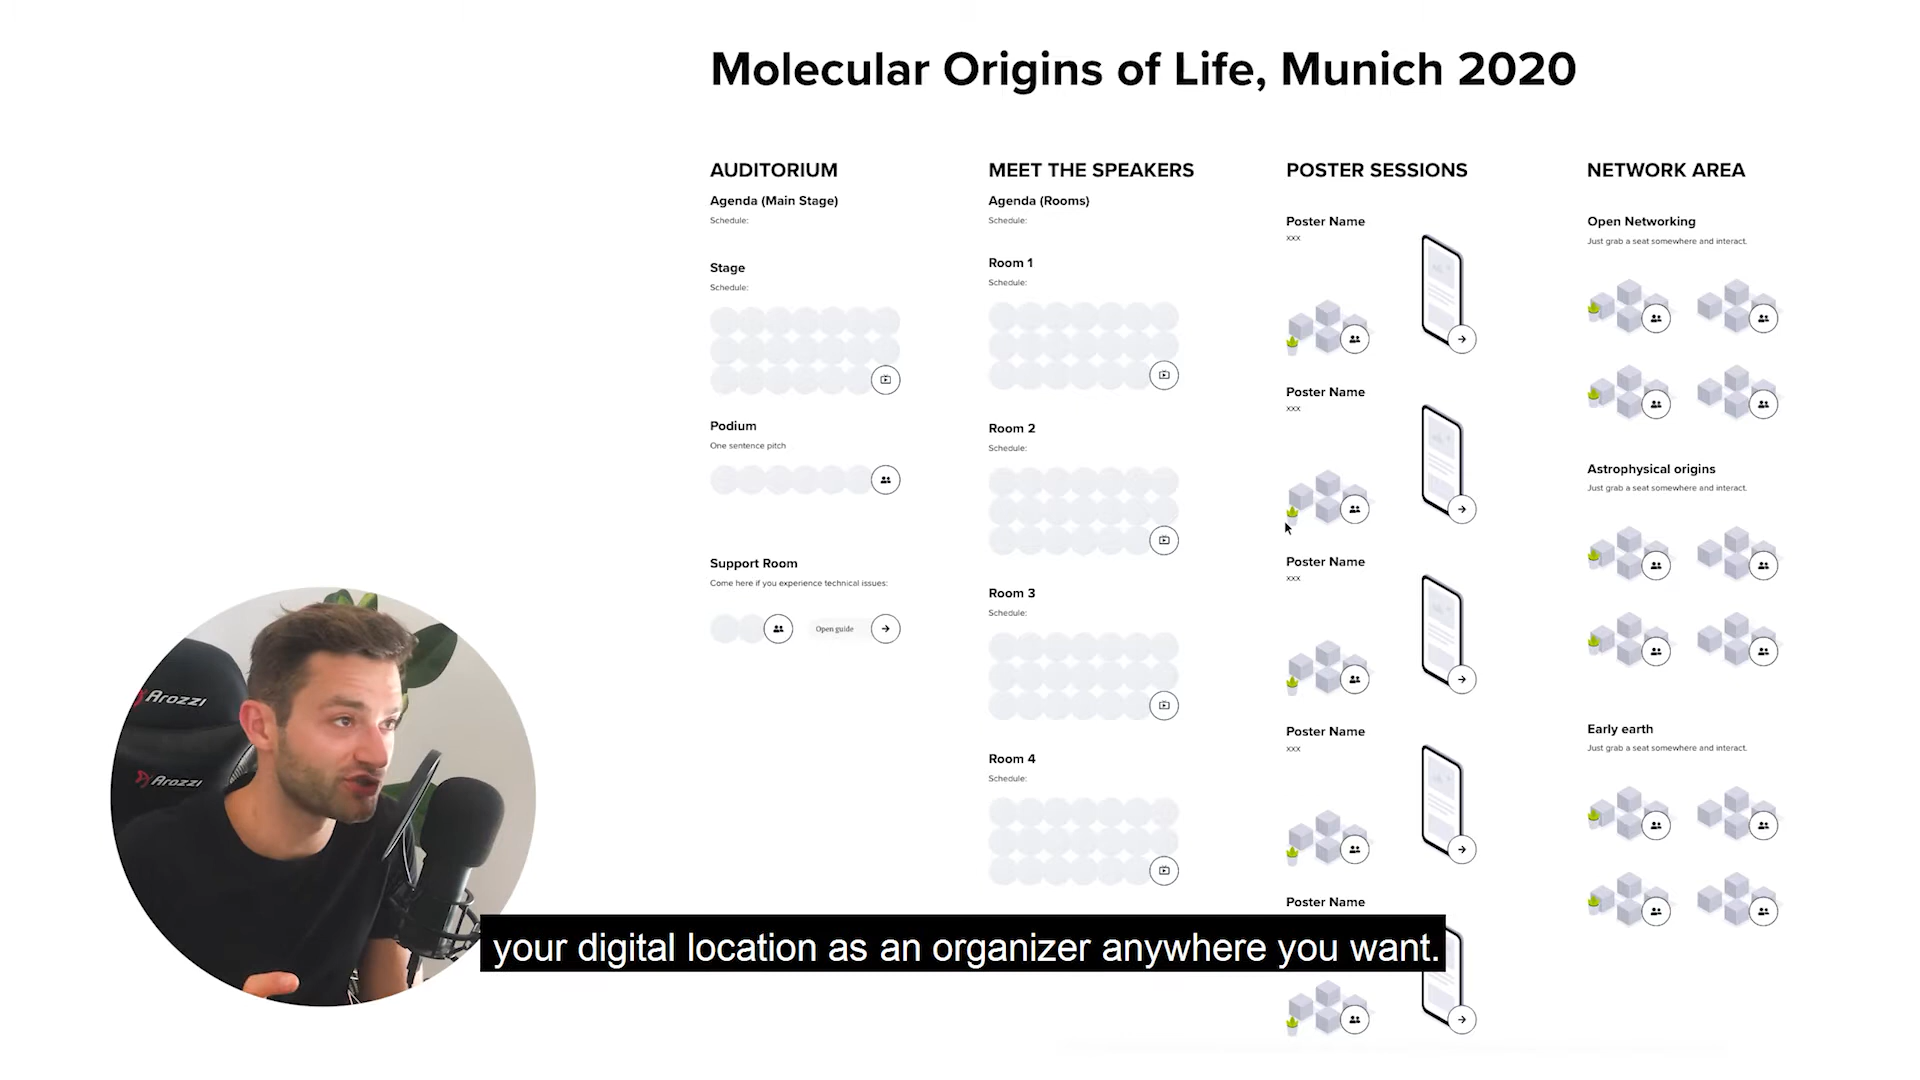 Molecular Origins of Life, Munich 2020
AUDITORIUM
Agenda (Main Stage)
Schedule:
Stage
Schedule:
Podium
One sentence pitch
Support Room
Come here if you experience technical issues:
Open guide
MEET THE SPEAKERS
Agenda (Rooms)
Schedule:
Room 1
Schedule:
Room 2
Schedule:
Room 3
Schedule:
Room 4
Schedule:
POSTER SESSIONS
Poster Name
xxx
Poster Name
xxx
Poster Name
xxx
Poster Name
xxx
Poster Name
NETWORK AREA
Open Networking
Just grab a seat somewhere and interact.
Astrophysical origins
Just grab a seat somewhere and interact.
Early earth
Just grab a seat somewhere and interact.
Arozzi
Arozzi
your digital location as an organizer anywhere you want.